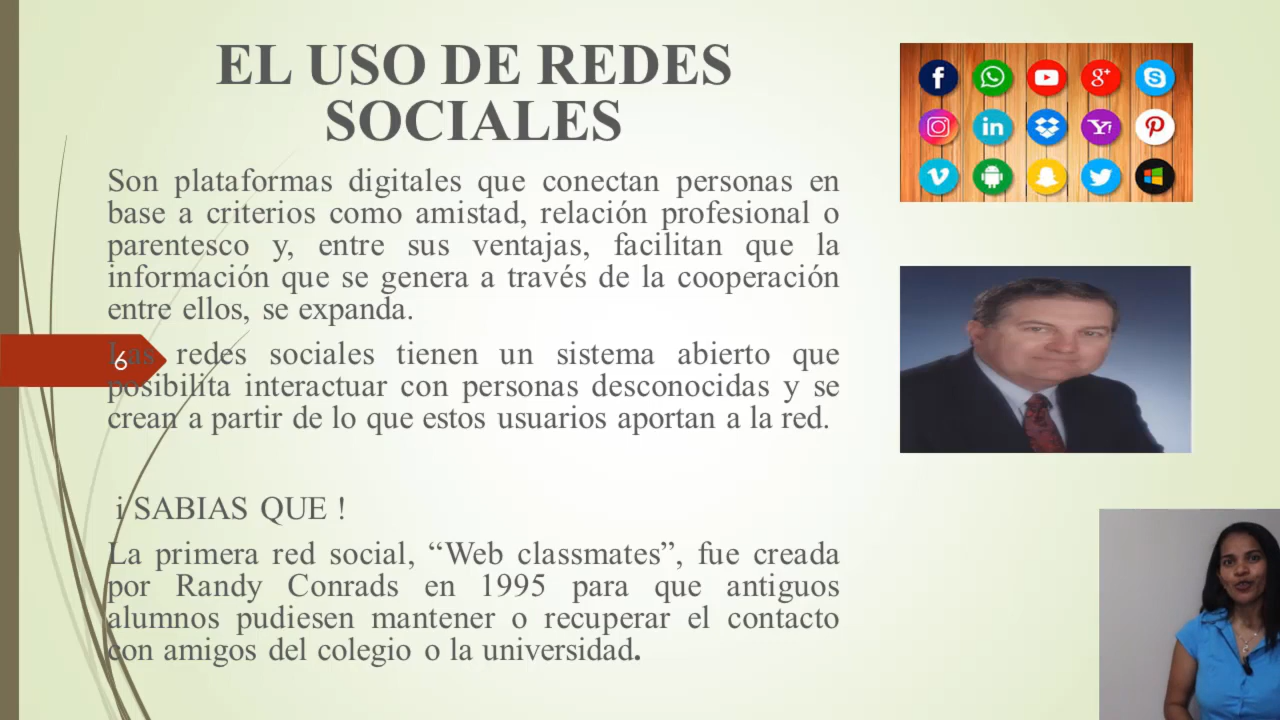 EL USO DE REDES
SOCIALES
Son plataformas digitales que conectan personas en
base a criterios como amistad, relación profesional o
parentesco y, entre sus ventajas, facilitan que la
información que se genera a través de la cooperación
entre ellos, se expanda.
6
Las redes sociales tienen un sistema abierto que
posibilita interactuar con personas desconocidas y se
crean a partir de lo que estos usuarios aportan a la red.
¡ SABIAS QUE !
La primera red social, “Web classmates”, fue creada
por Randy Conrads en 1995 para que antiguos
alumnos pudiesen mantener o recuperar el contacto
con amigos del colegio o la universidad.